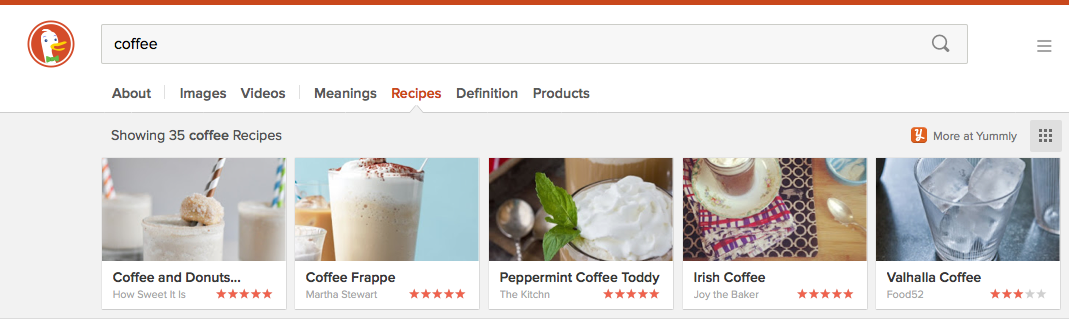 coffee
About Images Videos Meanings Recipes Definition Products
Showing 35 coffee Recipes
More at Yummly
Coffee and Donuts...
How Sweet It Is
Coffee Frappe
Martha Stewart
Peppermint Coffee Toddy
The Kitchn
Irish Coffee
Joy the Baker
Valhalla Coffee
Food52